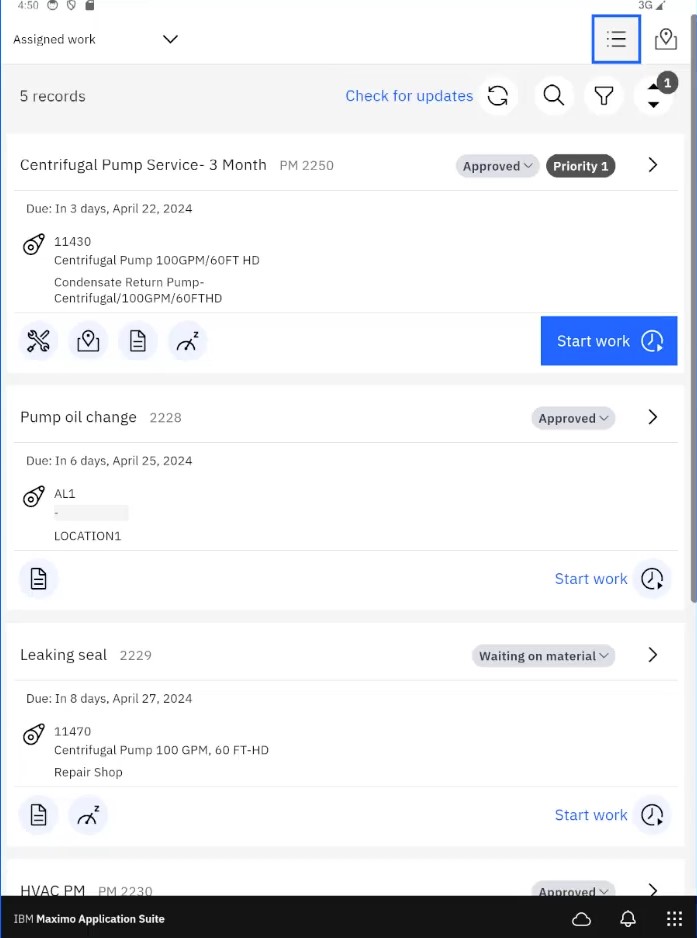 4:50 3G
Assigned work
1
5 records Check for updates
Centrifugal Pump Service- 3 Month PM 2250 Approved Priority 1
Due: In 3 days, April 22, 2024
11430
Centrifugal Pump 100GPM/60FT HD
Condensate Return Pump-
Centrifugal/100GPM/60FTHD
Start work
Pump oil change 2228 Approved
Due: In 6 days, April 25, 2024
AL1
-
LOCATION1
Start work
Leaking seal 2229 Waiting on material
Due: In 8 days, April 27, 2024
11470
Centrifugal Pump 100 GPM, 60 FT-HD
Repair Shop
Start work
HVAC PM PM 2230 Approved
IBM Maximo Application Suite